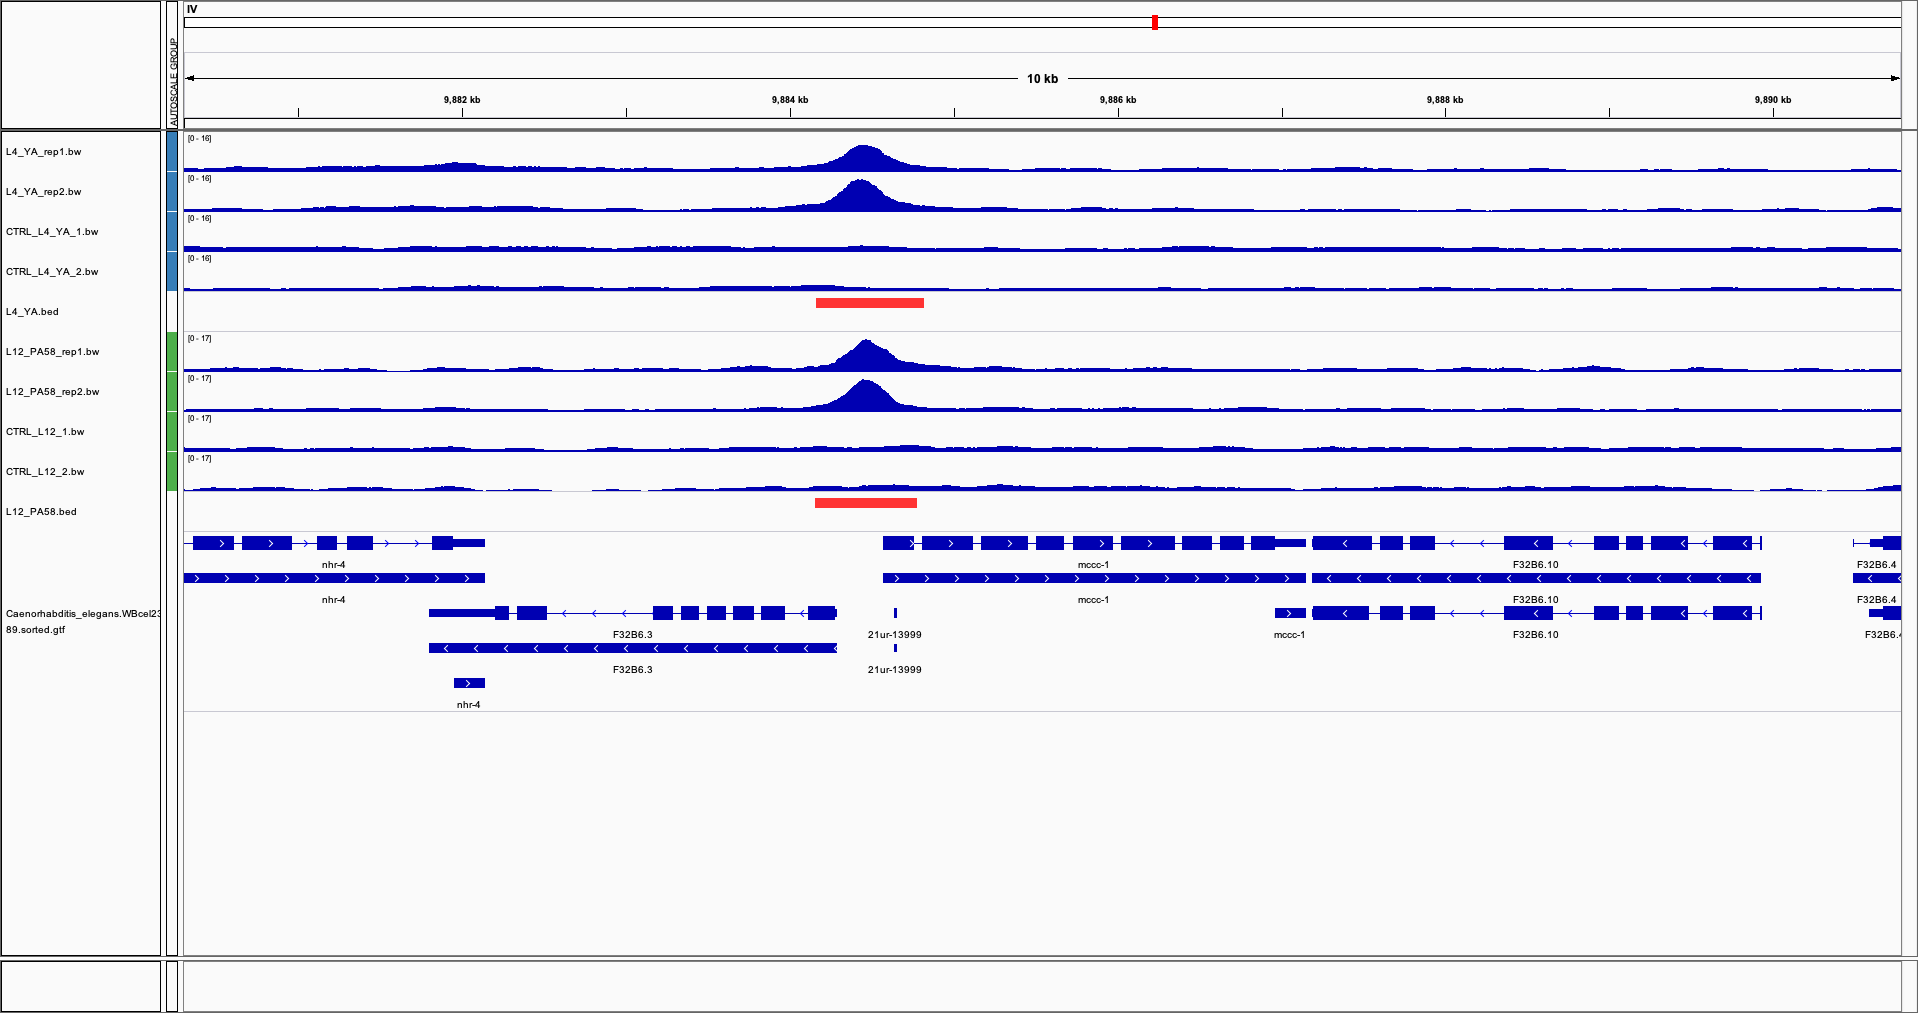 IV
AUTOSCALE GROUP
10 kb
9,882 kb
9,884 kb
9,886 kb
9,888 kb
9,890 kb
L4_YA_rep1.bw
[0 - 16]
L4_YA_rep2.bw
[0 - 16]
CTRL_L4_YA_1.bw
[0 - 16]
CTRL_L4_YA_2.bw
[0 - 16]
L4_YA.bed
L12_PA58_rep1.bw
[0 - 17]
L12_PA58_rep2.bw
[0 - 17]
CTRL_L12_1.bw
[0 - 17]
CTRL_L12_2.bw
[0 - 17]
L12_PA58.bed
Caenorhabditis_elegans.WBcel23
89.sorted.gtf
nhr-4
mccc-1
F32B6.10
F32B6.4
nhr-4
mccc-1
F32B6.10
F32B6.4
F32B6.3
21ur-13999
mccc-1
F32B6.10
F32B6.4
F32B6.3
21ur-13999
nhr-4